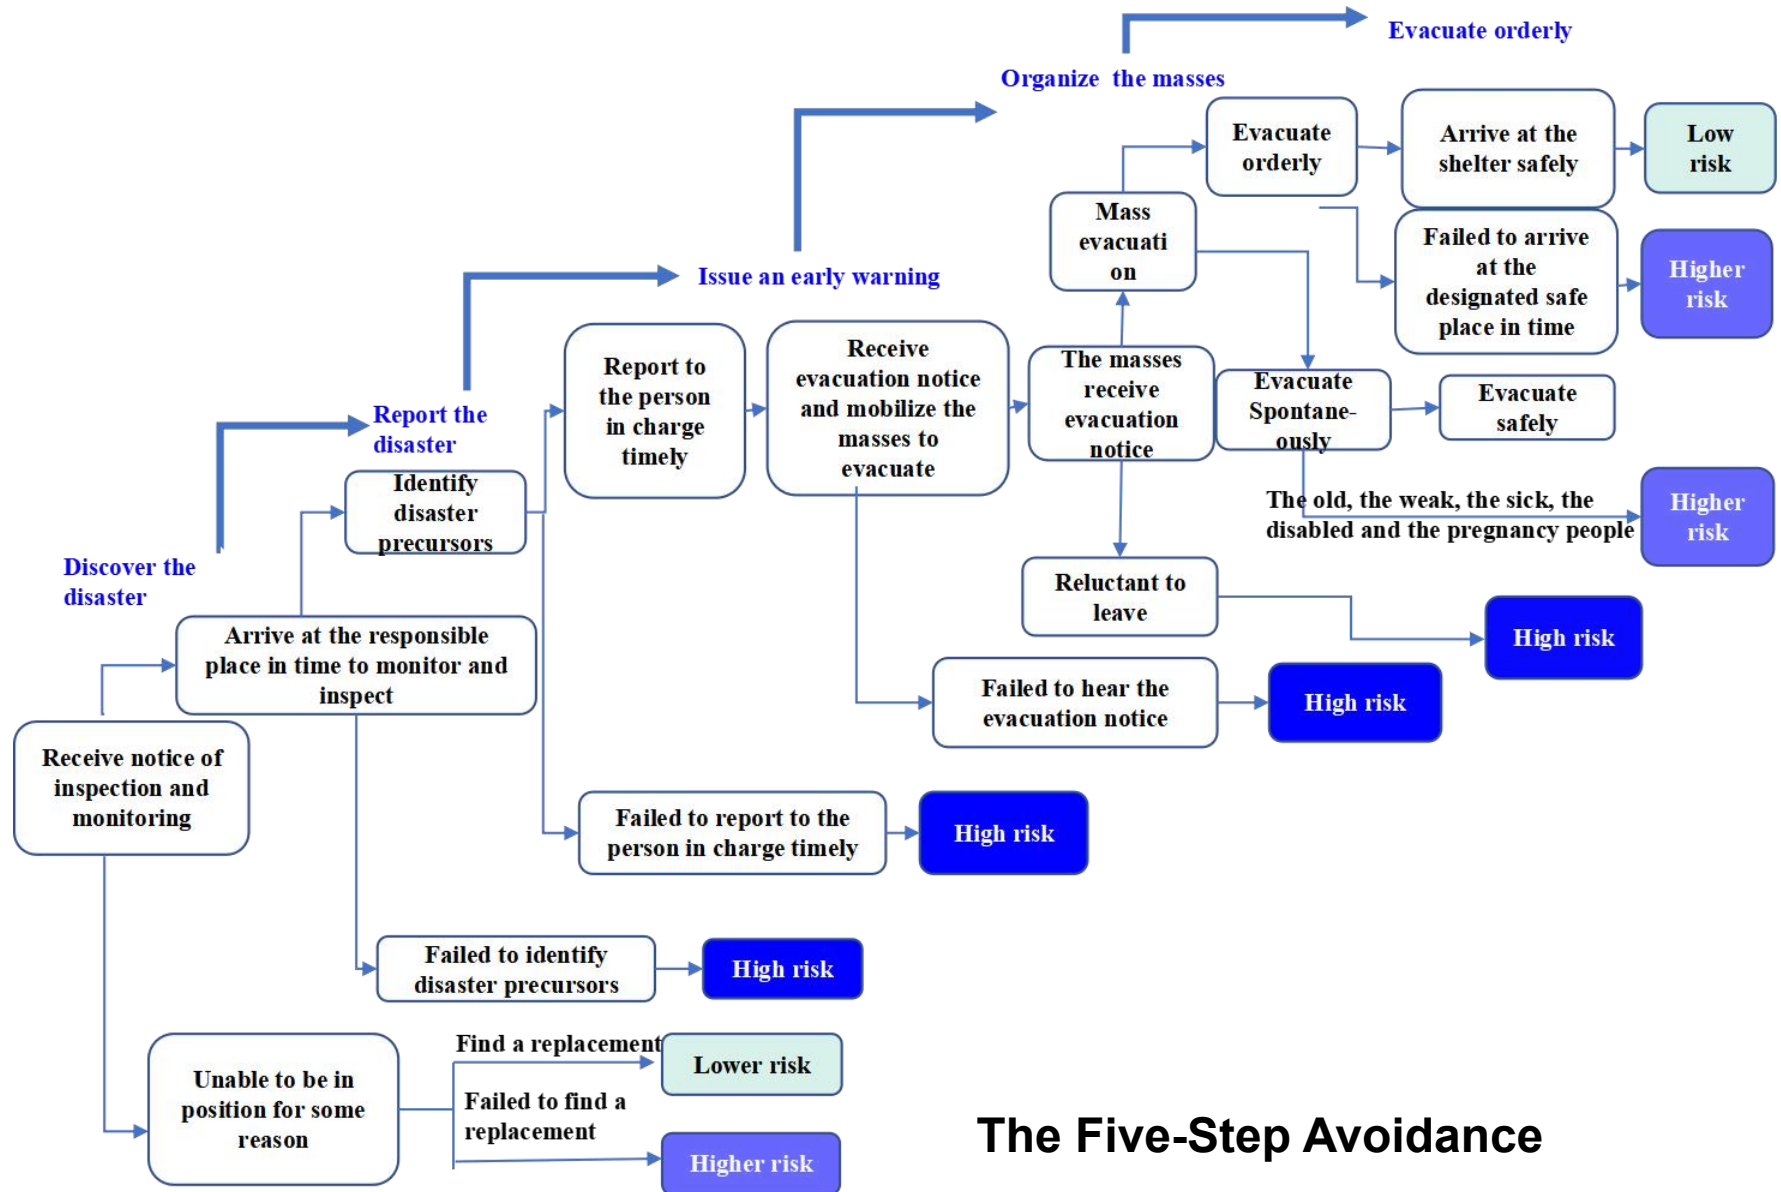 Evacuate orderly
Organize the masses
Evacuate
orderly
Arrive at the
shelter safely
Low
risk
Mass
evacuati
on
Failed to arrive
at the
designated safe
place in time
Higher
risk
Issue an early warning
Report to
the person
in charge
timely
Receive
evacuation notice
and mobilize the
masses to
evacuate
The masses
receive
evacuation
notice
Evacuate
Spontane-
ously
Evacuate
safely
Report the
disaster
Identify
disaster
precursors
The old, the weak, the sick, the
disabled and the pregnancy people
Higher
risk
Discover the
disaster
Reluctant to
leave
High risk
Arrive at the responsible
place in time to monitor and
inspect
Failed to hear the
evacuation notice
High risk
Receive notice of
inspection and
monitoring
Failed to report to the
person in charge timely
High risk
Failed to identify
disaster precursors
High risk
Unable to be in
position for some
reason
Find a replacement
Lower risk
Failed to find a
replacement
Higher risk
The Five-Step Avoidance